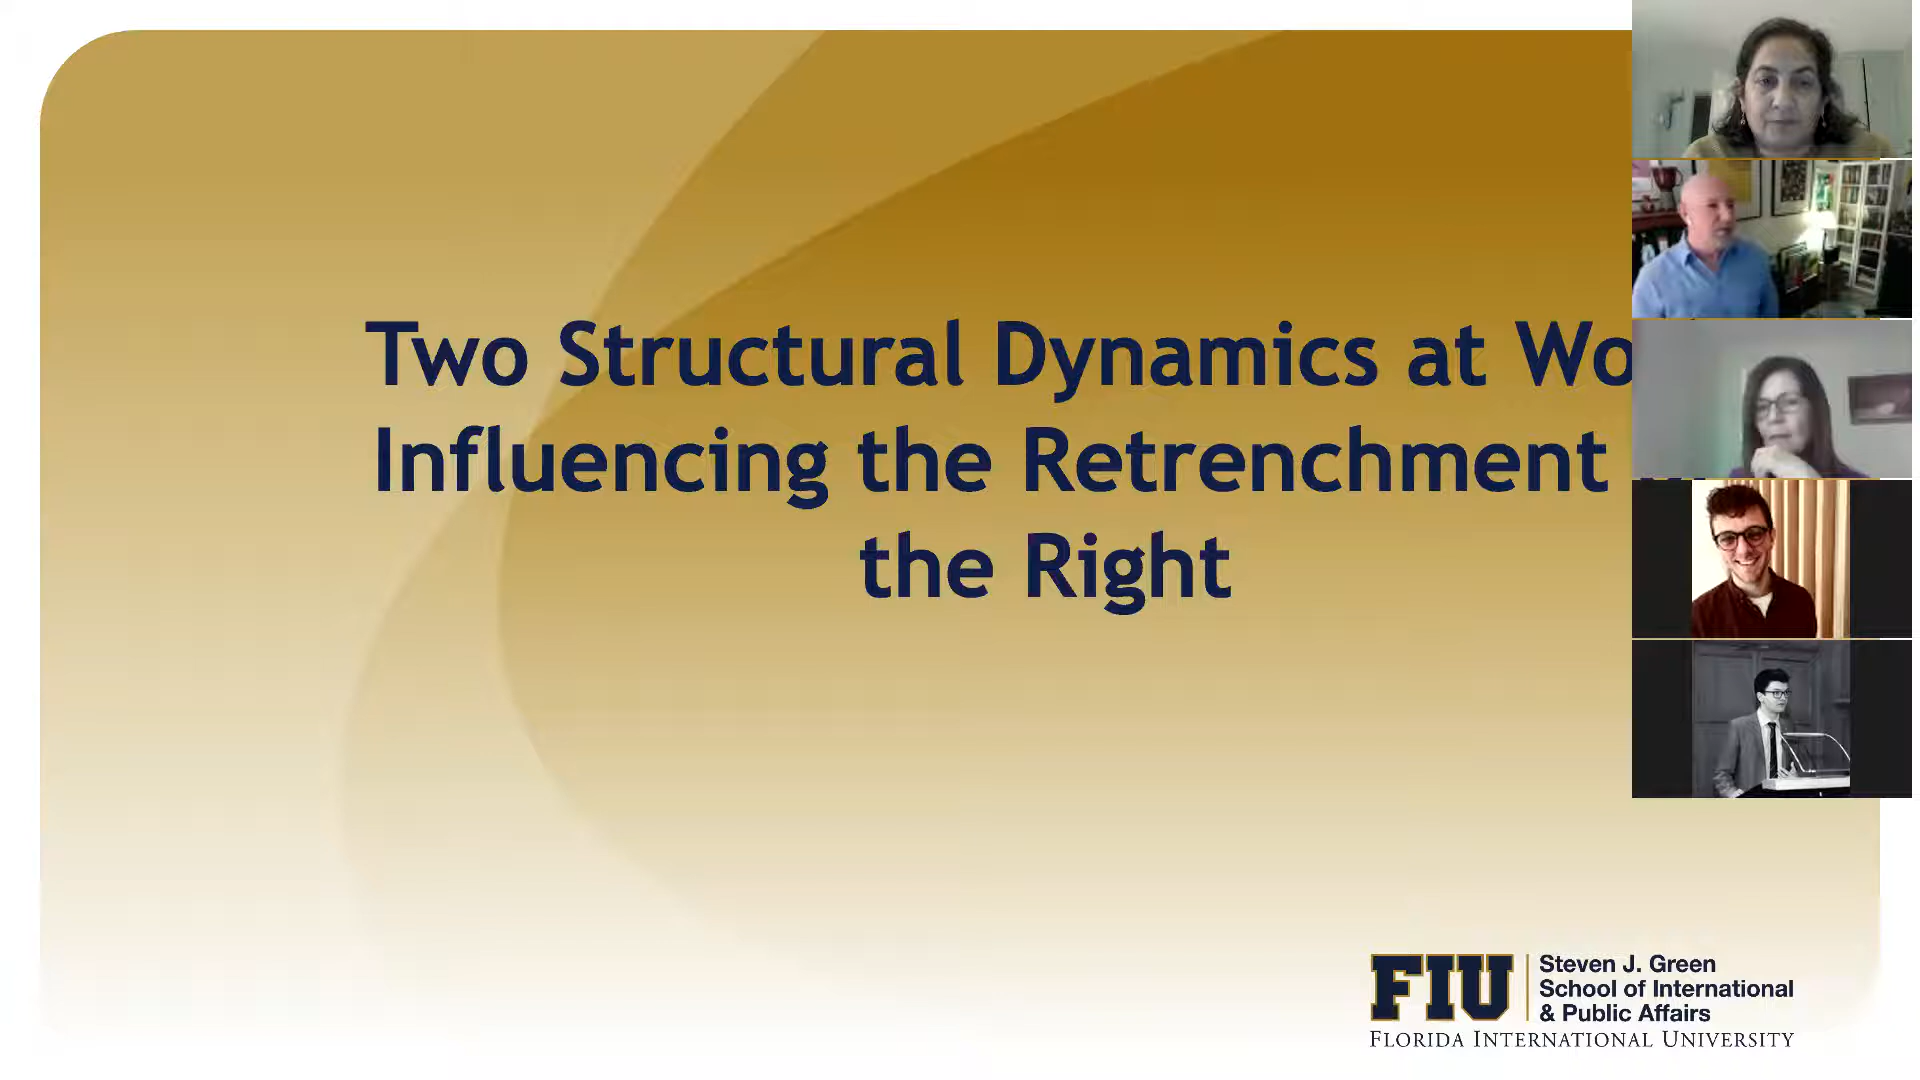 Two Structural Dynamics at Wo
Influencing the Retrenchment
the Right
FIU
Steven J. Green
School of International
& Public Affairs
FLORIDA INTERNATIONAL UNIVERSITY